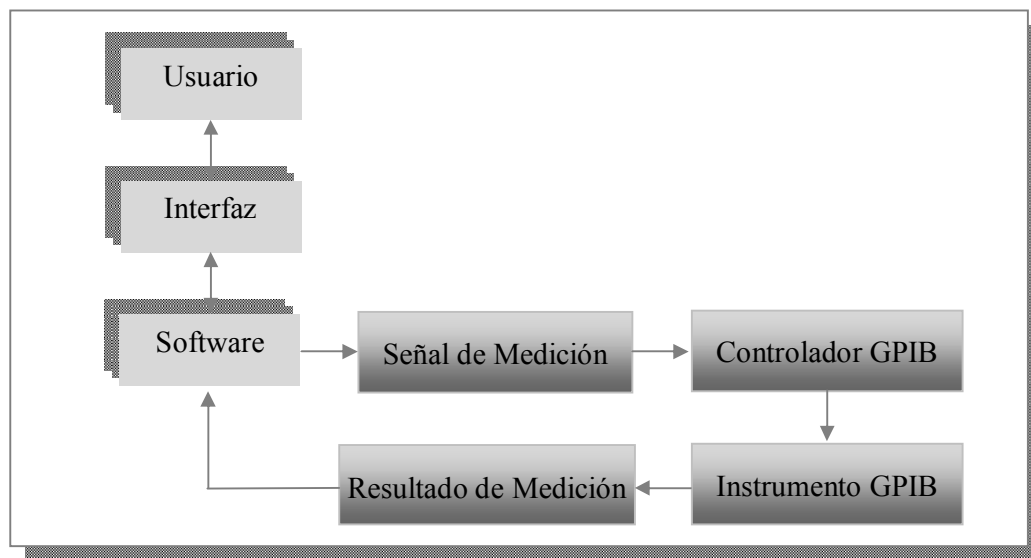 Usuario
Interfaz
Software
Señal de Medición
Controlador GPIB
Resultado de Medición
Instrumento GPIB